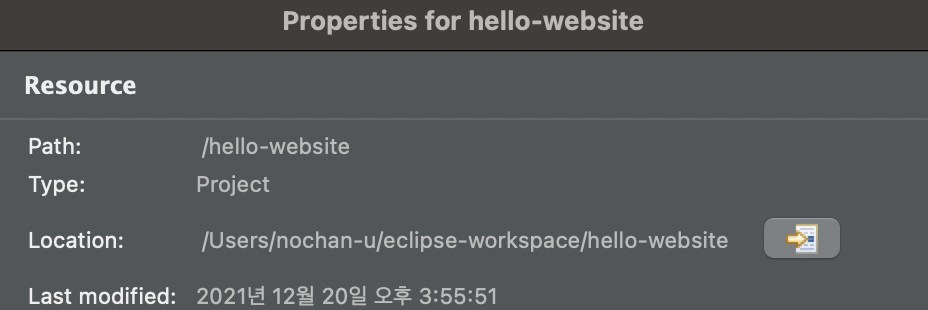 Properties for hello-website
Resource
Path: /hello-website
Type: Project
Location: /Users/nochan-u/eclipse-workspace/hello-website
Last modified: 2021년 12월 20일 오후 3:55:51